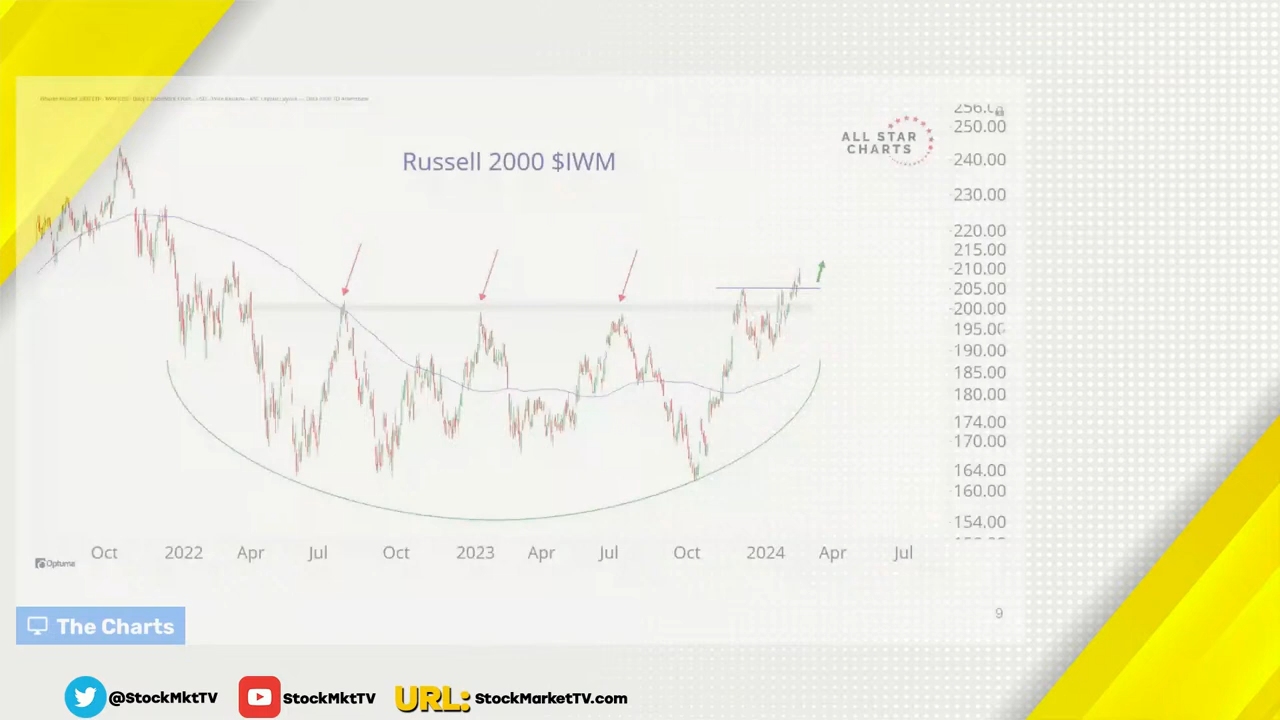 Russell 2000 $IWM
ALL STAR
CHARTS
250.00
240.00
230.00
220.00
215.00
210.00
205.00
200.00
195.00
190.00
185.00
180.00
174.00
170.00
164.00
160.00
154.00
Oct 2022 Apr Jul Oct 2023 Apr Jul Oct 2024 Apr Jul
Optuma
9
The Charts
@StockMktTV StockMktTV URL: StockMarketTV.com